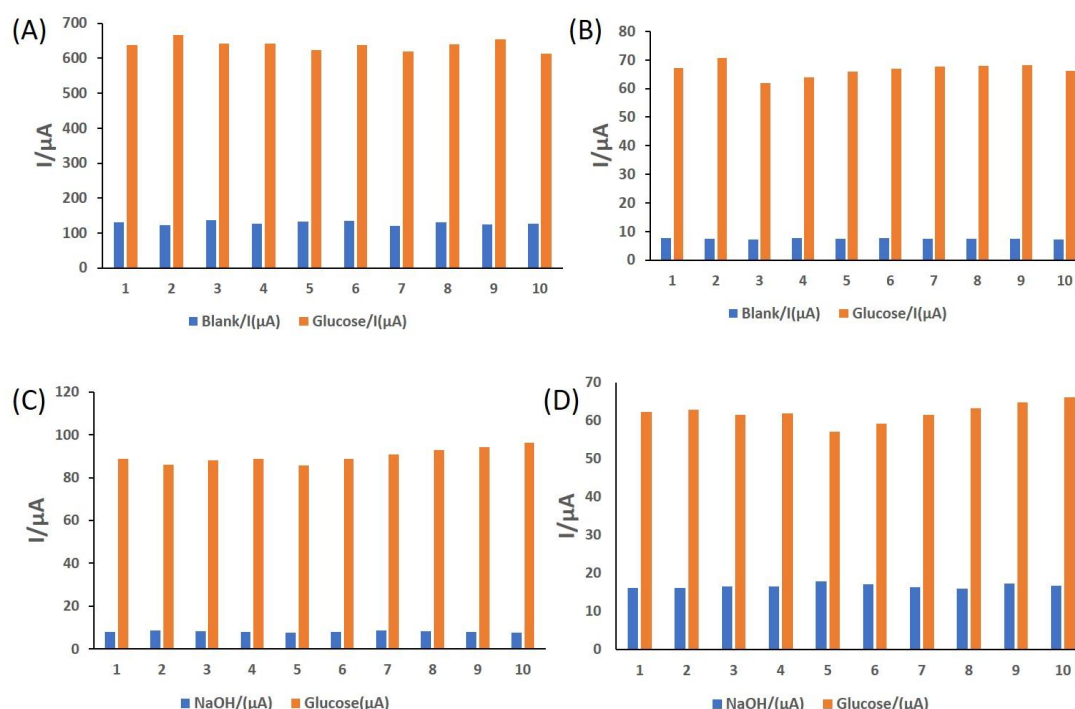 (A)
700
600
500
400
300
200
100
0
I/µA
1 2 3 4 5 6 7 8 9 10
Blank/I(µA) Glucose/I(µA)
(B)
80
70
60
50
40
30
20
10
0
I/µA
1 2 3 4 5 6 7 8 9 10
Blank/I(µA) Glucose/I(µA)
(C)
120
100
80
60
40
20
0
I/µA
1 2 3 4 5 6 7 8 9 10
NaOH/(µA) Glucose(µA)
(D)
70
60
50
40
30
20
10
0
I/µA
1 2 3 4 5 6 7 8 9 10
NaOH/(µA) Glucose/(µA)